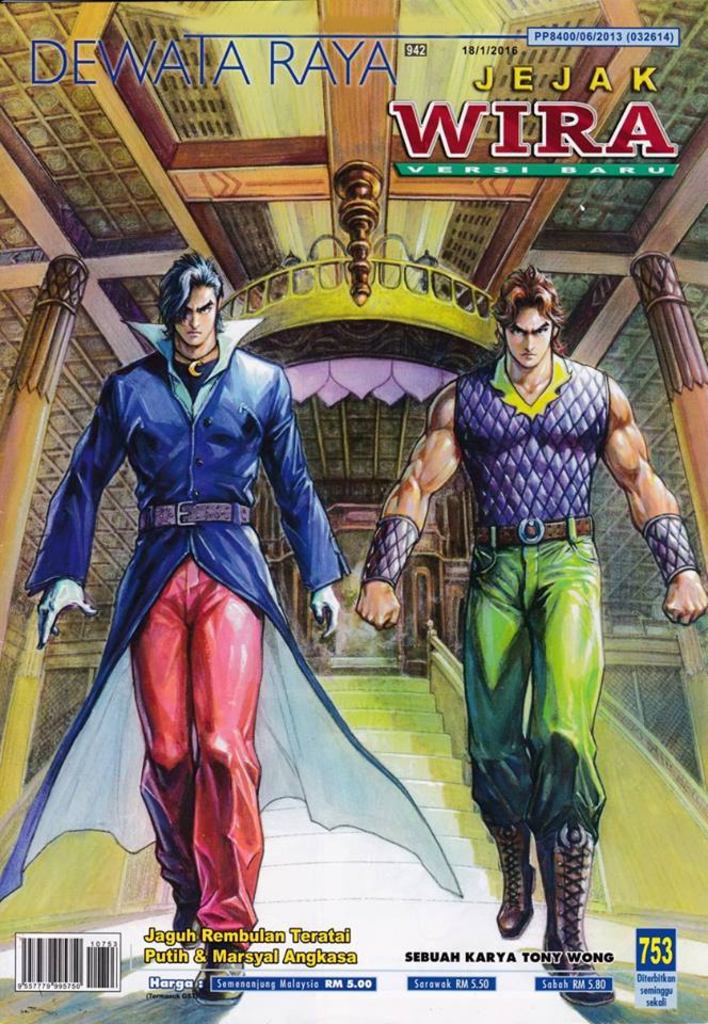 DEWATA RAYA 942
18/1/2016
PP8400/06/2013 (032614)
JEJAK
WIRA
VERSI BARU
10753
9 557779 995750
Jaguh Rembulan Teratai
Putih & Marsyal Angkasa
SEBUAH KARYA TONY WONG
Harga: Semenanjung Malaysia RM 5.00 Sarawak RM 5.50 Sabah RM 5.80
(Termasuk GST)
753
Diterbitkan
seminggu
sekali